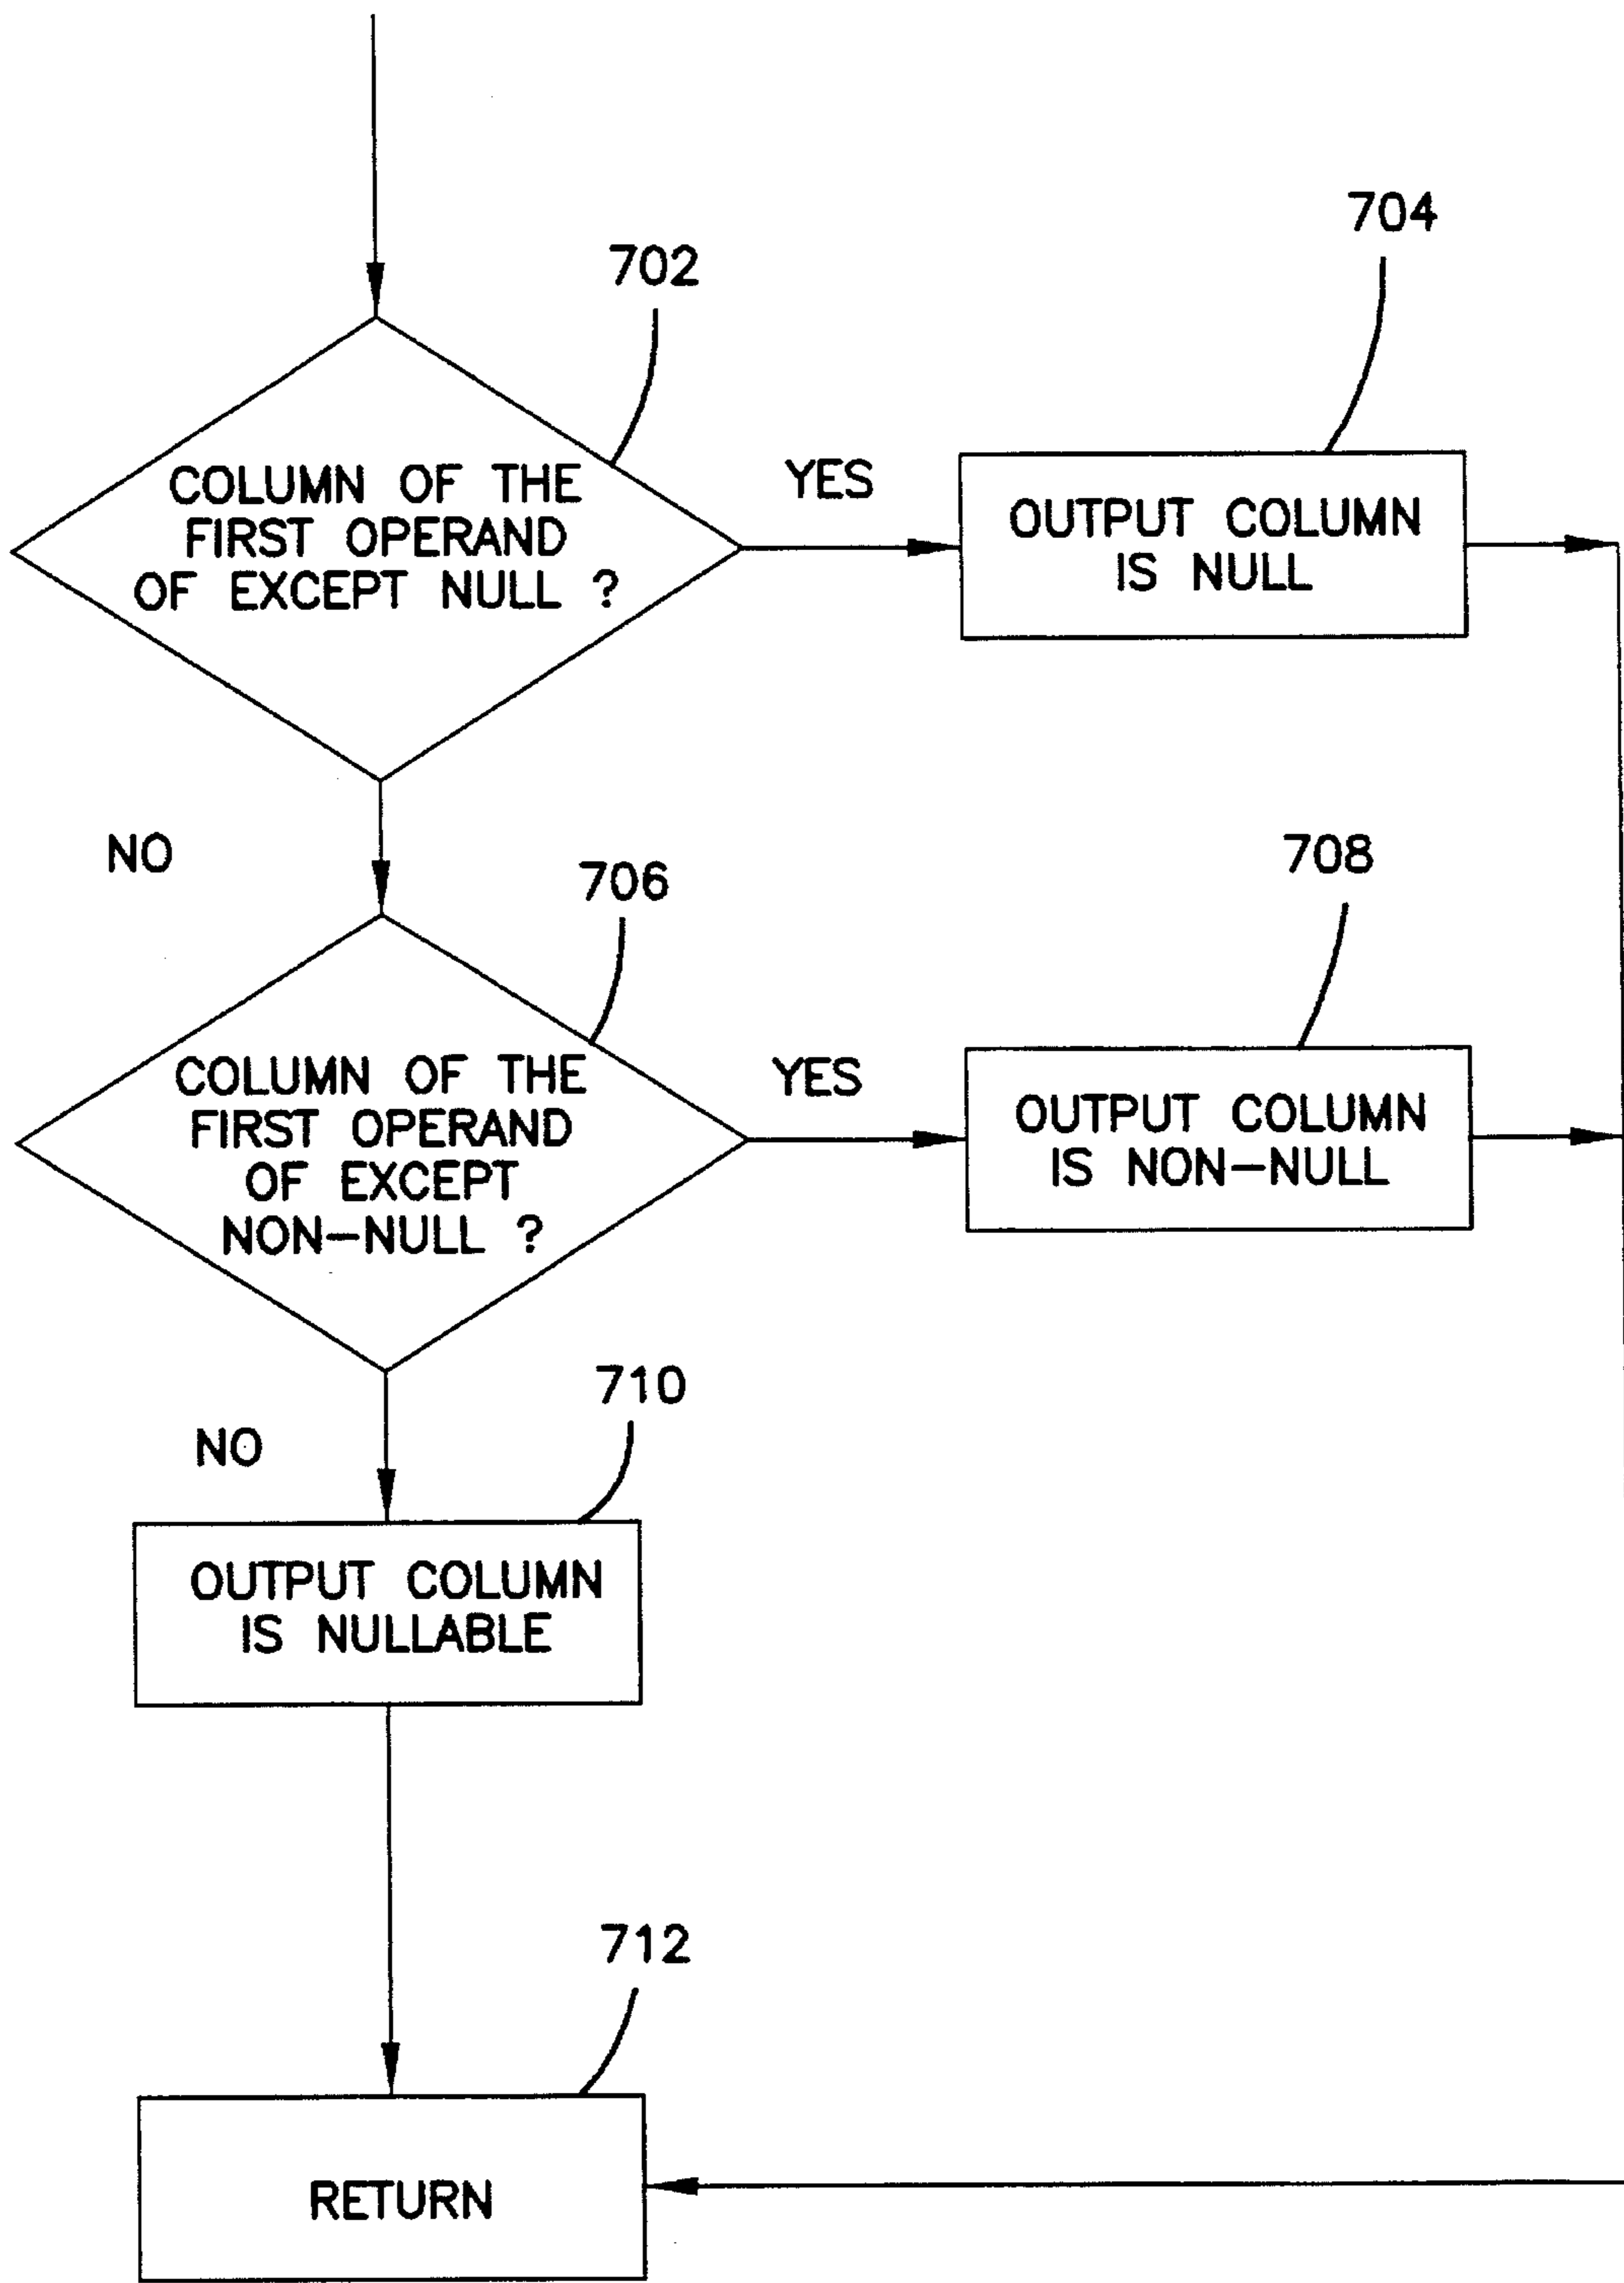 702
704
COLUMN OF THE
FIRST OPERAND
OF EXCEPT NULL ?
YES
OUTPUT COLUMN
IS NULL
NO
706
708
COLUMN OF THE
FIRST OPERAND
OF EXCEPT
NON-NULL ?
YES
OUTPUT COLUMN
IS NON-NULL
NO
710
OUTPUT COLUMN
IS NULLABLE
712
RETURN